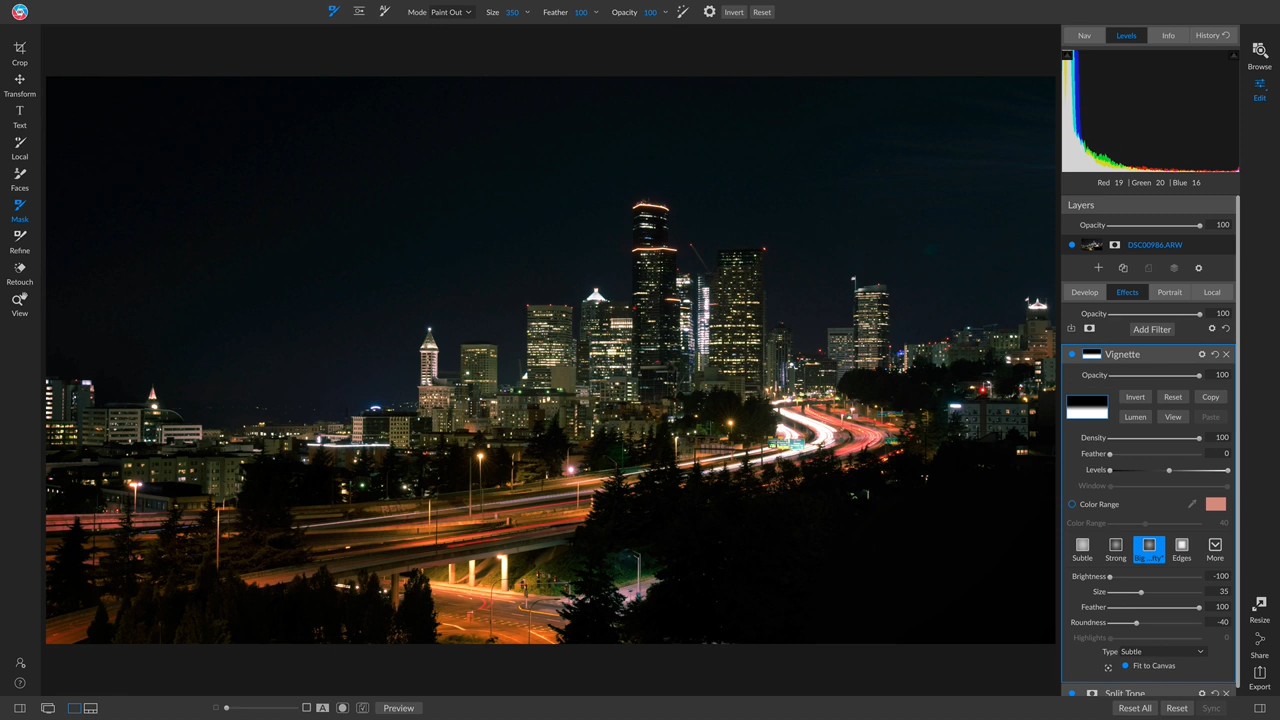 Mode Paint Out Size 350 Feather 100 Opacity 100 Invert Reset
Crop
Transform
Text
Local
Faces
Mask
Refine
Retouch
View
Nav Levels Info History
Red 19 | Green 20 | Blue 16
Layers
Opacity 100
DSC00986.ARW
Develop Effects Portrait Local
Opacity 100
Add Filter
Vignette
Opacity 100
Invert Reset Copy
Lumen View Paste
Density 100
Feather 0
Levels
Window
Color Range
Color Range 40
Subtle Strong Big ...fty* Edges More
Brightness -100
Size 35
Feather 100
Roundness -40
Highlights 0
Type Subtle
Fit to Canvas
Split Tone
Browse
Edit
Resize
Share
Export
Preview
Reset All Reset Sync